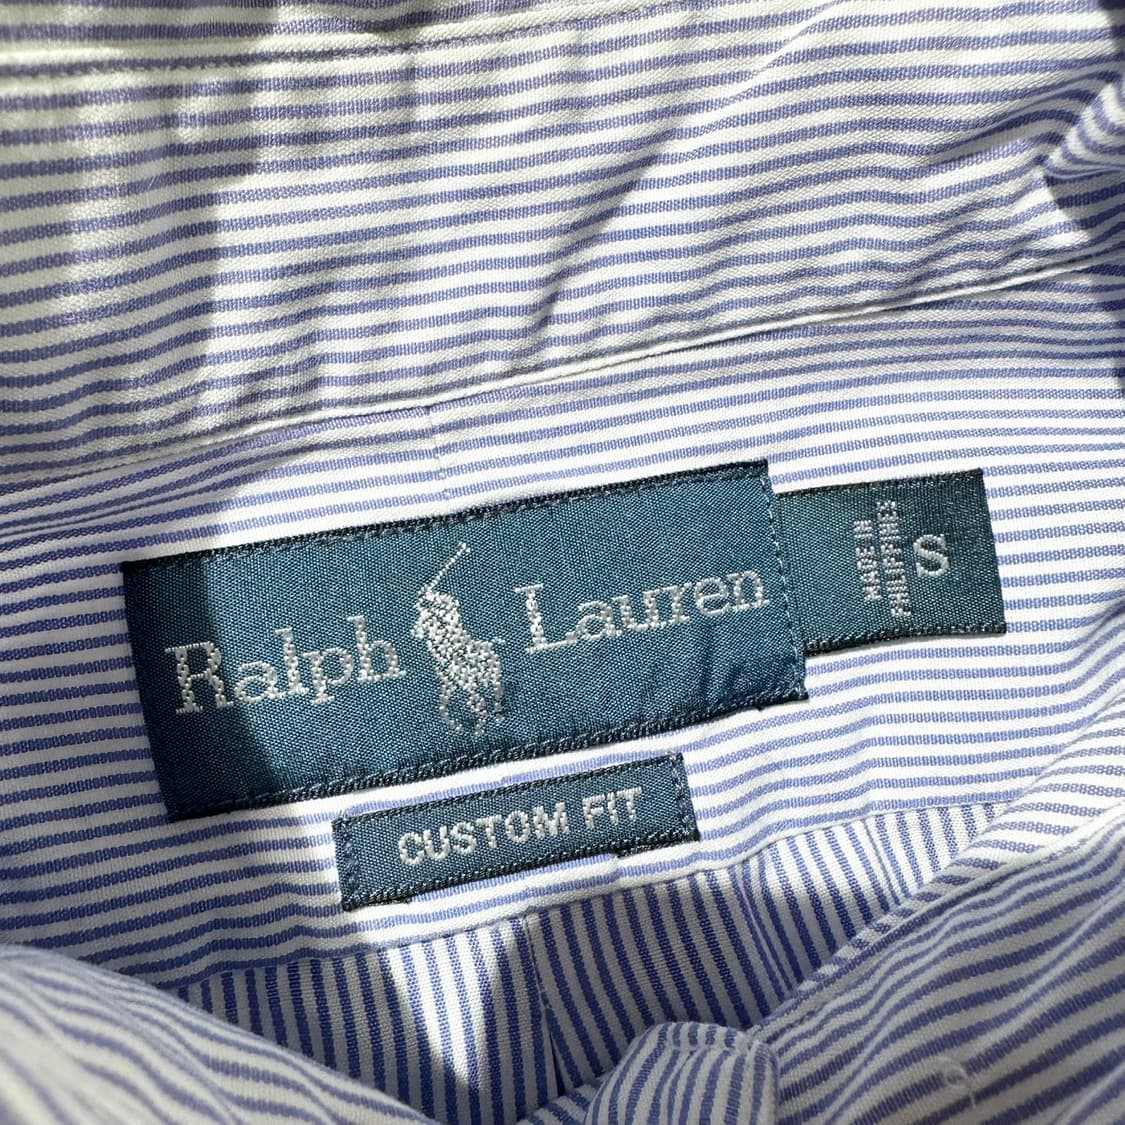 Ralph Lauren
MADE IN
PHILIPPINES
S
CUSTOM FIT